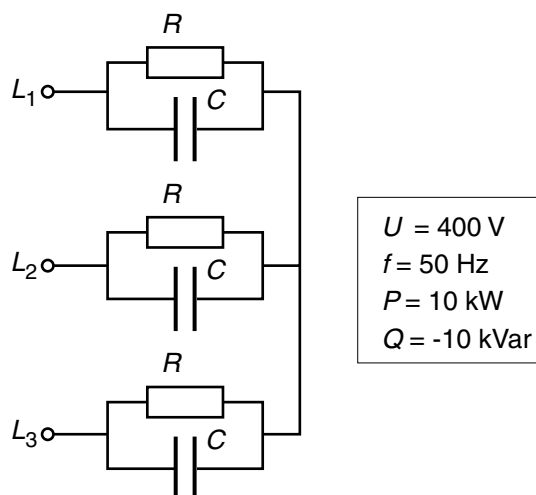 R
L1
C
R
L2
C
R
L3
C
U = 400 V
f = 50 Hz
P = 10 kW
Q = -10 kVar